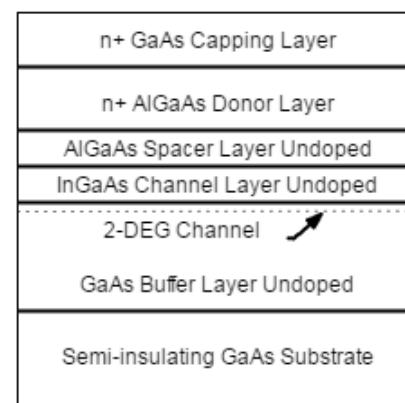 n+ GaAs Capping Layer
n+ AlGaAs Donor Layer
AlGaAs Spacer Layer Undoped
InGaAs Channel Layer Undoped
2-DEG Channel
GaAs Buffer Layer Undoped
Semi-insulating GaAs Substrate